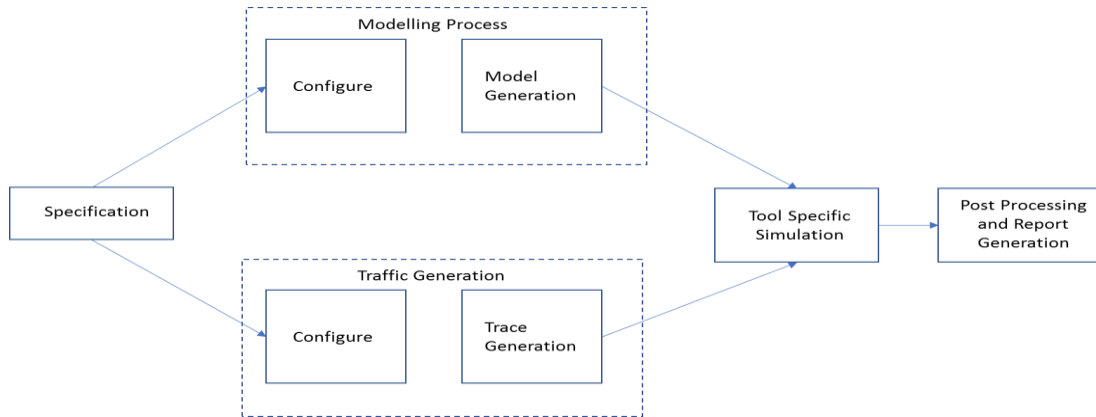 Modelling Process
Configure
Model
Generation
Specification
Tool Specific
Simulation
Post Processing
and Report
Generation
Traffic Generation
Configure
Trace
Generation